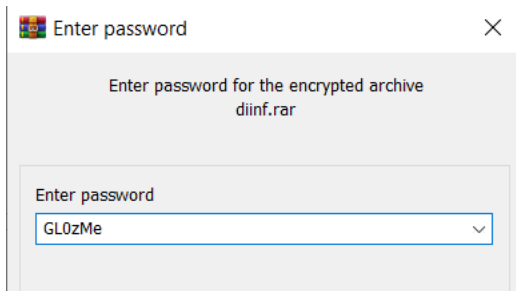 Enter password
Enter password for the encrypted archive
diinf.rar
Enter password
GL0zMe